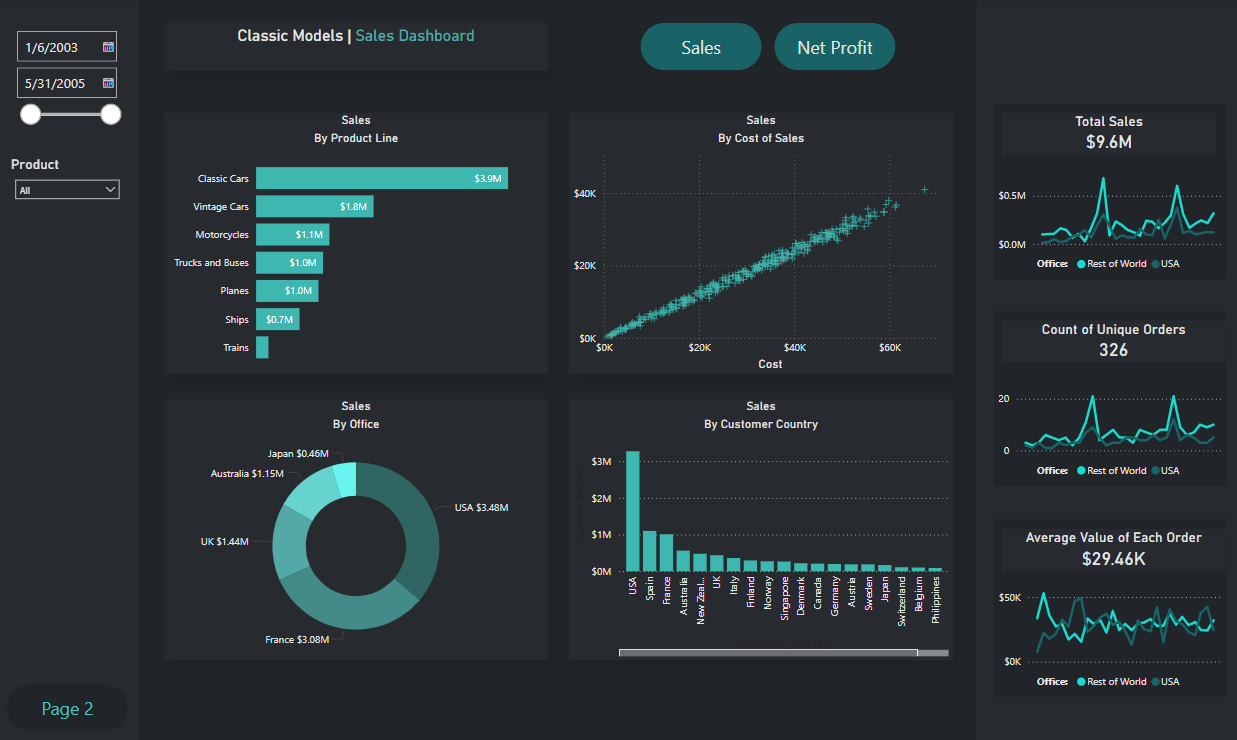 1/6/2003
5/31/2005
Product
All
Page 2
Classic Models | Sales Dashboard
Sales
Net Profit
Sales
By Product Line
Classic Cars $3.9M
Vintage Cars $1.8M
Motorcycles $1.1M
Trucks and Buses $1.0M
Planes $1.0M
Ships $0.7M
Trains
Sales
By Cost of Sales
$40K
$20K
$0K
$0K $20K $40K $60K
Cost
Sales
By Office
Japan $0.46M
Australia $1.15M
USA $3.48M
UK $1.44M
France $3.08M
Sales
By Customer Country
$3M
$2M
$1M
$0M
USA
Spain
France
Australia
New Zeal...
UK
Italy
Finland
Norway
Singapore
Denmark
Canada
Germany
Austria
Sweden
Japan
Switzerland
Belgium
Philippines
Total Sales
$9.6M
$0.5M
$0.0M
Office: Rest of World USA
Count of Unique Orders
326
20
0
Office: Rest of World USA
Average Value of Each Order
$29.46K
$50K
$0K
Office: Rest of World USA